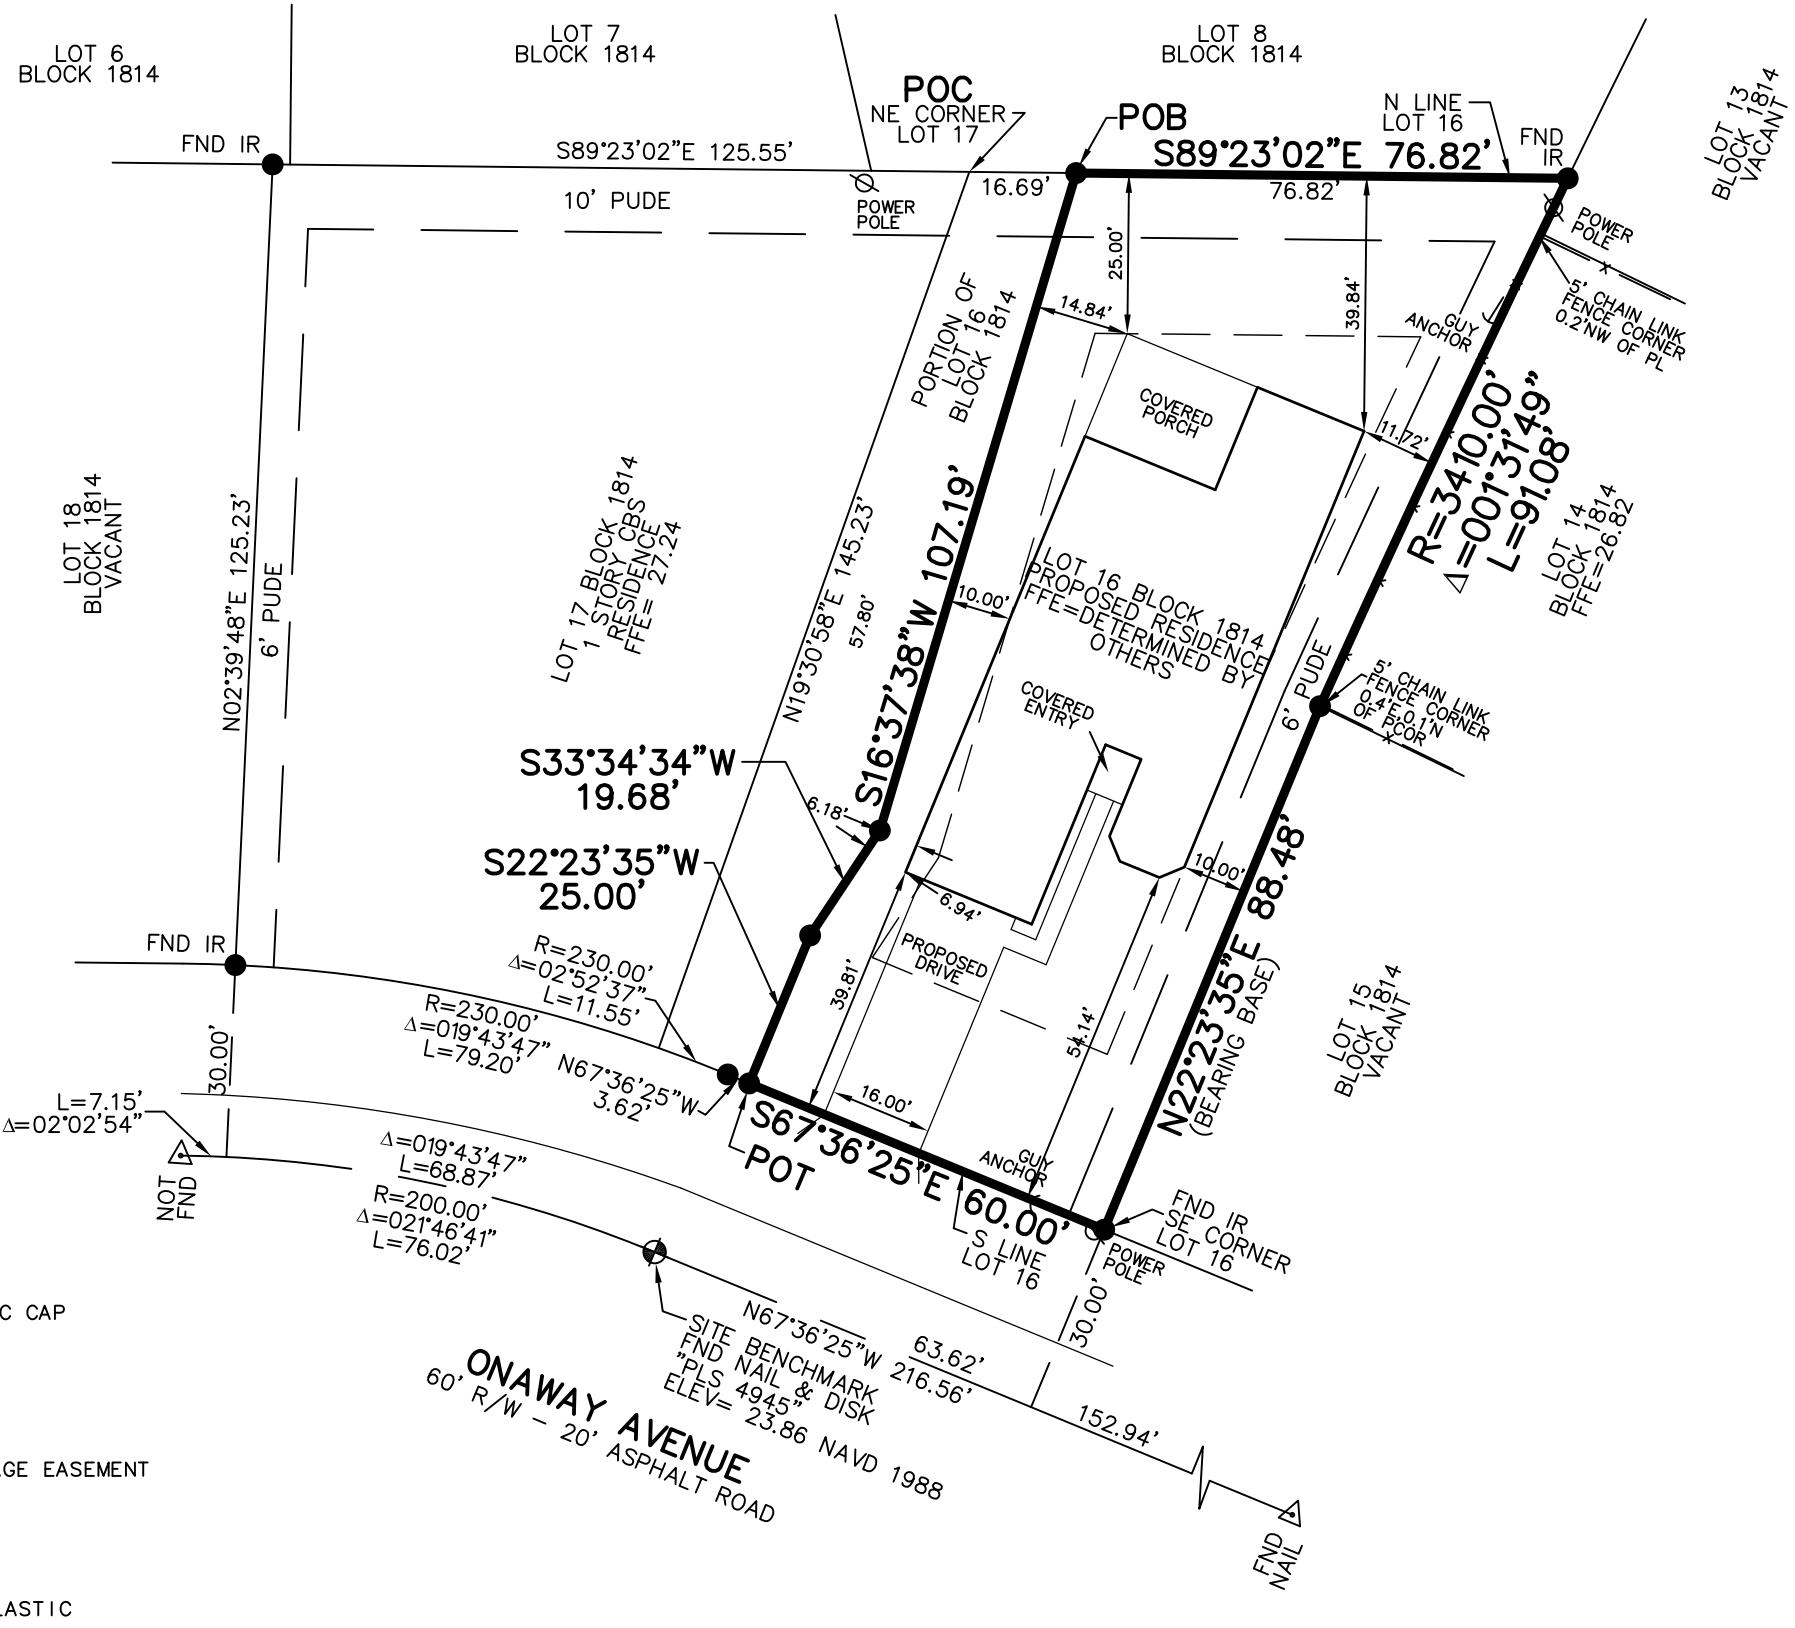 LOT 6
BLOCK 1814
LOT 7
BLOCK 1814
LOT 8
BLOCK 1814
LOT 13
BLOCK 1814
VACANT
POC
NE CORNER
LOT 17
POB
N LINE
LOT 16
FND
IR
FND IR
S89°23'02"E 125.55'
S89°23'02"E 76.82'
16.69'
76.82'
10' PUDE
POWER
POLE
POWER
POLE
25.00'
39.84'
14.84'
5' CHAIN LINK
FENCE CORNER
0.2'NW OF PL
GUY
ANCHOR
PORTION OF
LOT 16
BLOCK 1814
COVERED
PORCH
11.72'
R=3410.00'
Δ=001°31'49"
L=91.08'
LOT 14
BLOCK 1814
FFE=26.82
LOT 18
BLOCK 1814
VACANT
N02°39'48"E 125.23'
6' PUDE
LOT 17 BLOCK 1814
1 STORY CBS
RESIDENCE
FFE= 27.24
N19°30'58"E 145.23'
57.80'
S16°37'38"W 107.19'
10.00'
LOT 16 BLOCK 1814
PROPOSED RESIDENCE
FFE=DETERMINED BY
OTHERS
6' PUDE
5' CHAIN LINK
FENCE CORNER
0.4'E,0.1'N
OF PCOR
COVERED
ENTRY
S33°34'34"W
19.68'
6.18'
S22°23'35"W
25.00'
10.00'
6.94'
N22°23'35"E 88.48'
(BEARING BASE)
PROPOSED
DRIVE
39.81'
54.14'
LOT 15
BLOCK 1814
VACANT
FND IR
R=230.00'
Δ=02°52'37"
L=11.55'
R=230.00'
Δ=019°43'47"
L=79.20'
N67°36'25"W
3.62'
30.00'
L=7.15'
Δ=02°02'54"
NOT
FND
16.00'
S67°36'25"E 60.00'
POT
GUY
ANCHOR
S LINE
LOT 16
FND IR
SE CORNER
LOT 16
POWER
POLE
Δ=019°43'47"
L=68.87'
R=200.00'
Δ=021°46'41"
L=76.02'
30.00'
SITE BENCHMARK
FND NAIL & DISK
"PLS 4945"
ELEV= 23.86 NAVD 1988
N67°36'25"W 216.56'
63.62'
152.94'
ONAWAY AVENUE
60' R/W - 20' ASPHALT ROAD
FND
NAIL
C CAP
GE EASEMENT
LASTIC
x
x